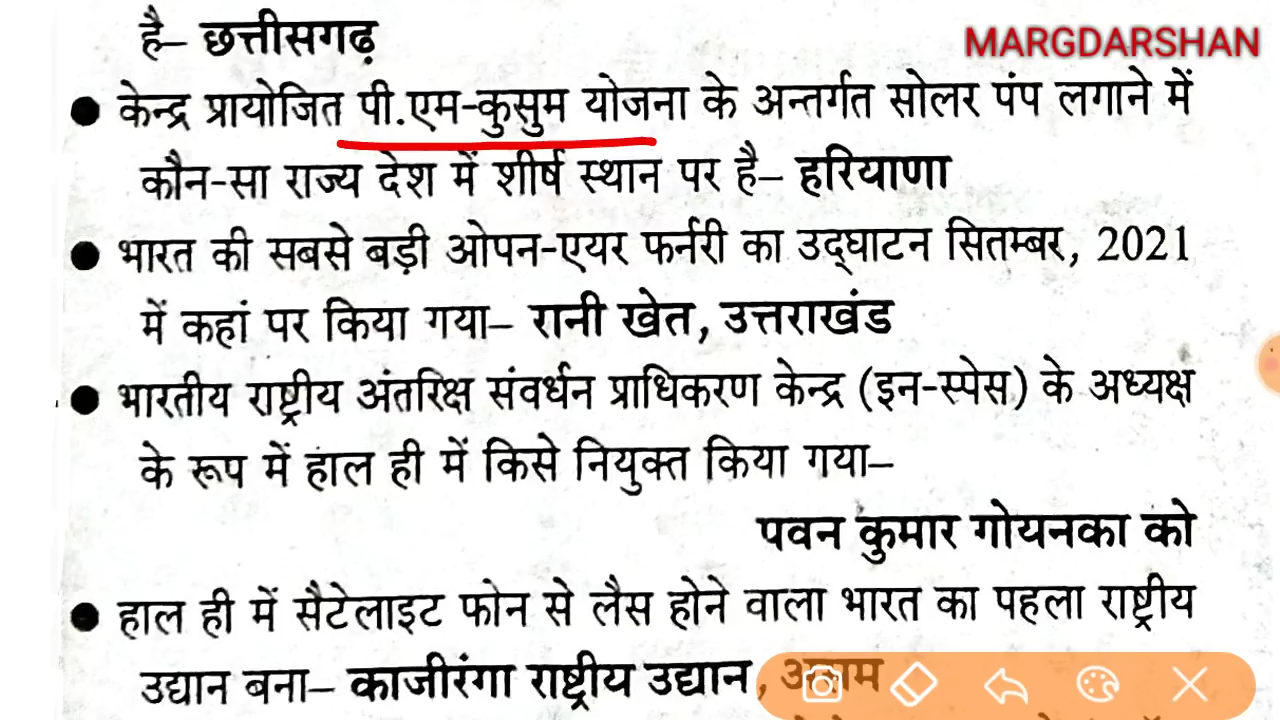 MARGDARSHAN
है– छत्तीसगढ़
● केन्द्र प्रायोजित पी.एम-कुसुम योजना के अन्तर्गत सोलर पंप लगाने में
कौन-सा राज्य देश में शीर्ष स्थान पर है– हरियाणा
● भारत की सबसे बड़ी ओपन-एयर फर्नरी का उद्घाटन सितम्बर, 2021
में कहां पर किया गया– रानी खेत, उत्तराखंड
● भारतीय राष्ट्रीय अंतरिक्ष संवर्धन प्राधिकरण केन्द्र (इन-स्पेस) के अध्यक्ष
के रूप में हाल ही में किसे नियुक्त किया गया–
पवन कुमार गोयनका को
● हाल ही में सैटेलाइट फोन से लैस होने वाला भारत का पहला राष्ट्रीय
उद्यान बना– काजीरंगा राष्ट्रीय उद्यान,